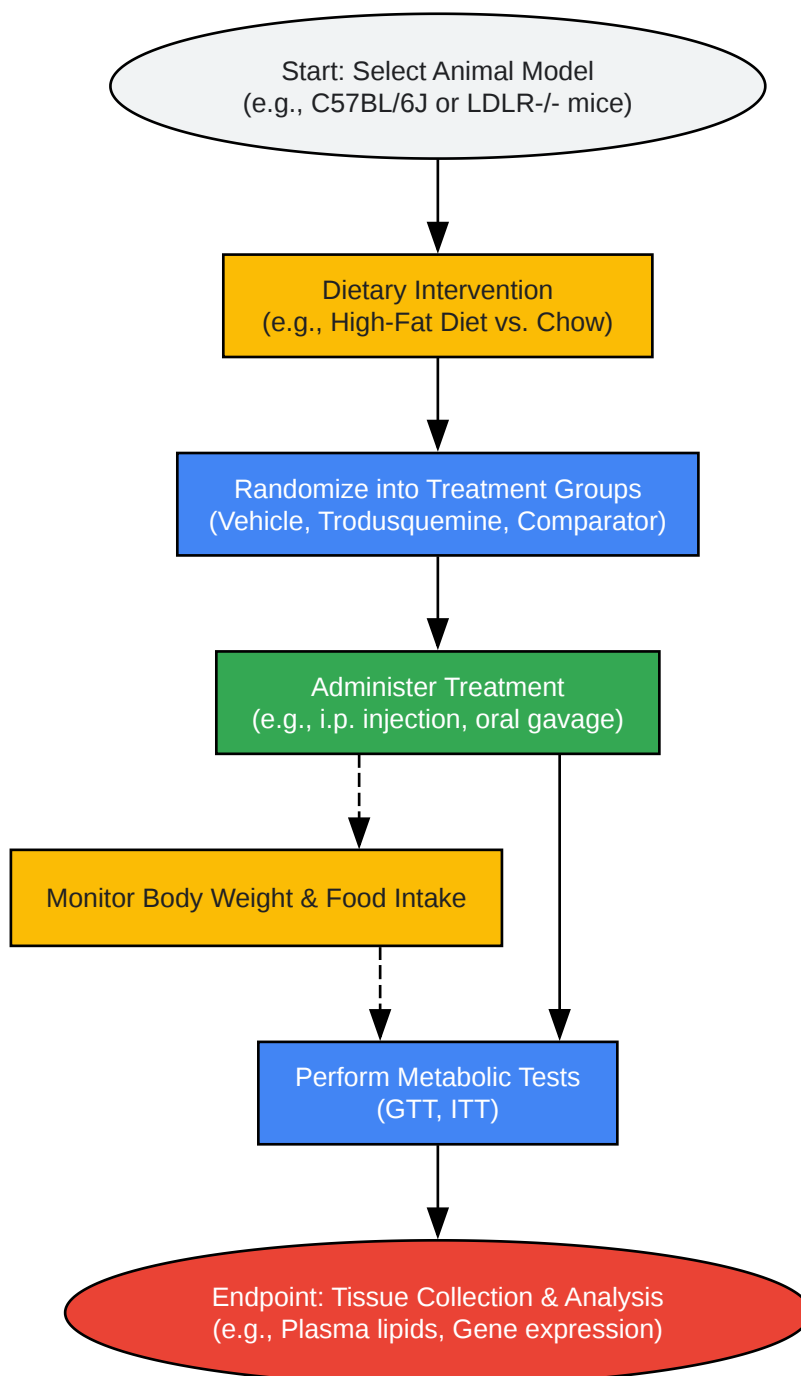 Start: Select Animal Model
(e.g., C57BL/6J or LDLR-/- mice)
Dietary Intervention
(e.g., High-Fat Diet vs. Chow)
Randomize into Treatment Groups
(Vehicle, Trodusquemine, Comparator)
Administer Treatment
(e.g., i.p. injection, oral gavage)
Monitor Body Weight & Food Intake
Perform Metabolic Tests
(GTT, ITT)
Endpoint: Tissue Collection & Analysis
(e.g., Plasma lipids, Gene expression)